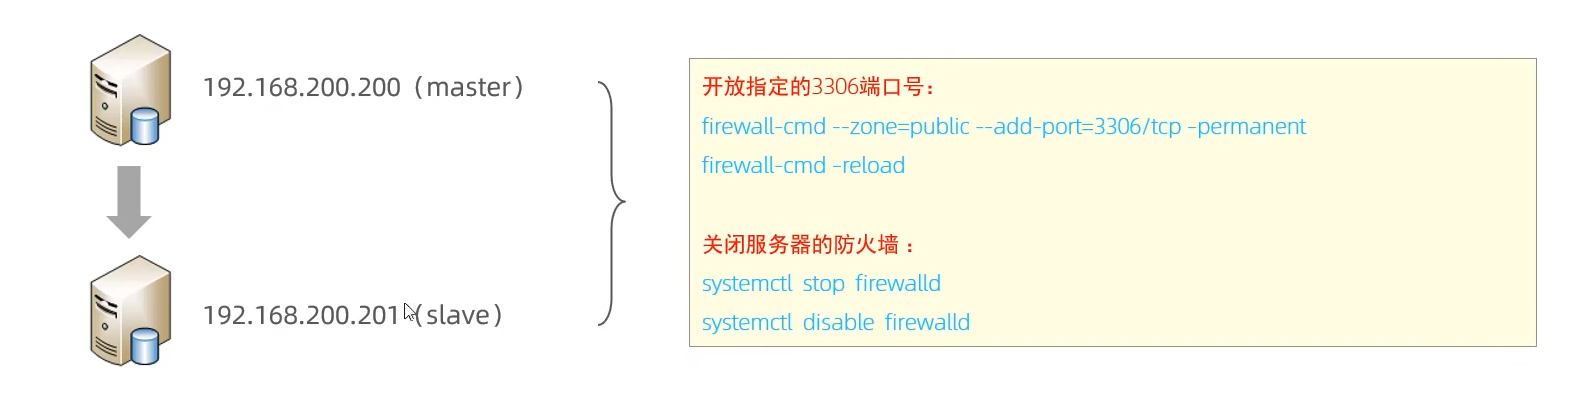 192.168.200.200（master）
开放指定的3306端口号：
firewall-cmd --zone=public --add-port=3306/tcp -permanent
firewall-cmd -reload
关闭服务器的防火墙：
systemctl stop firewalld
192.168.200.201（slave）
systemctl disable firewalld